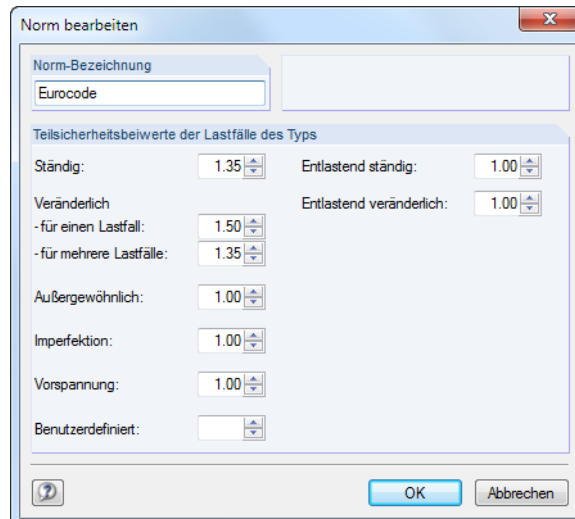 Norm bearbeiten
Norm-Bezeichnung
Eurocode
Teilsicherheitsbeiwerte der Lastfälle des Typs
Ständig: 1.35 Entlastend ständig: 1.00
Veränderlich Entlastend veränderlich: 1.00
- für einen Lastfall: 1.50
- für mehrere Lastfälle: 1.35
Außergewöhnlich: 1.00
Imperfektion: 1.00
Vorspannung: 1.00
Benutzerdefiniert:
OK Abbrechen